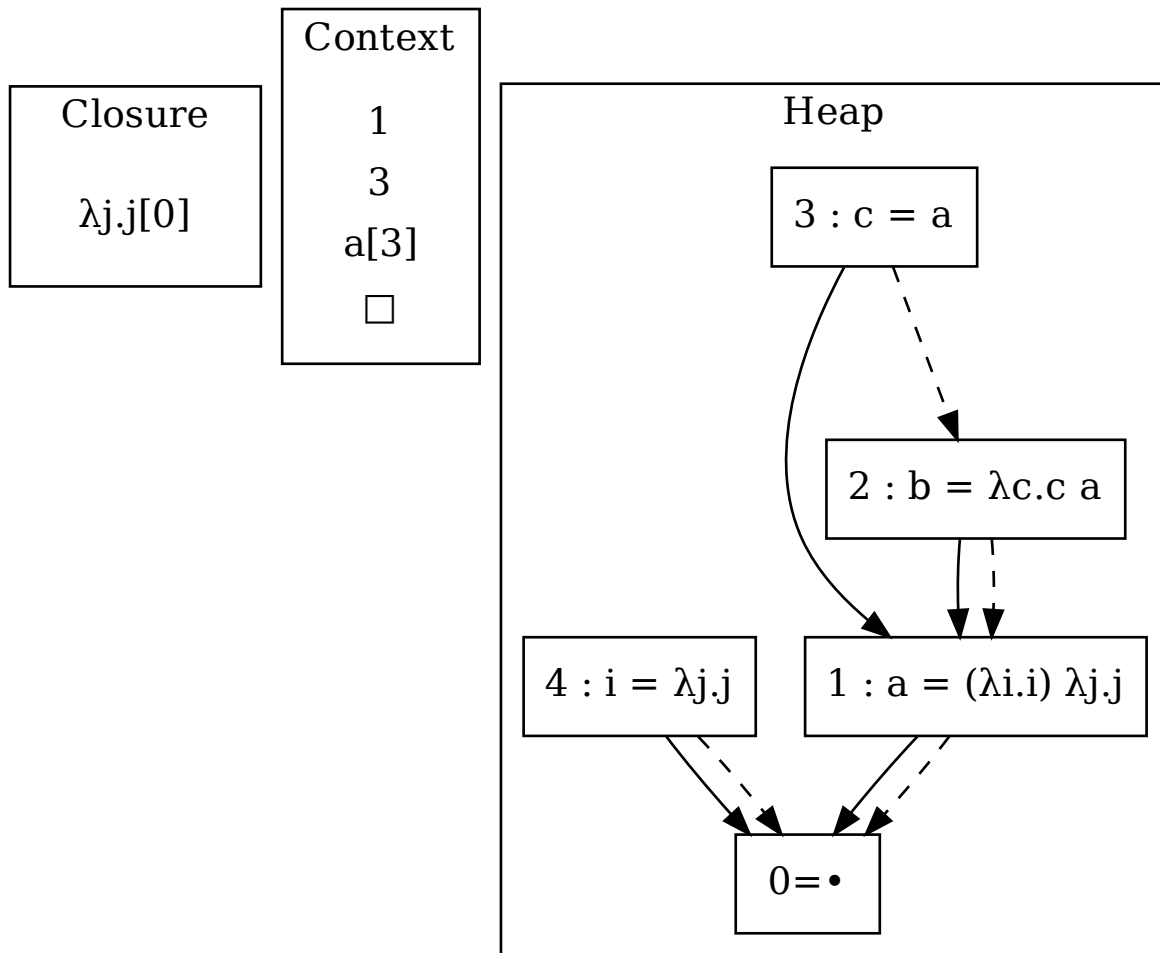 Closure
λj.j[0]
Context
1
3
a[3]
□
Heap
3 : c = a
2 : b = λc.c a
4 : i = λj.j
1 : a = (λi.i) λj.j
0=•